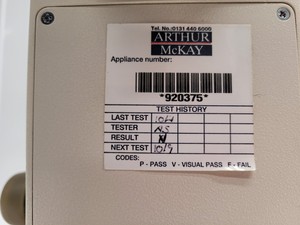 Tel. No.:0131 440 6000
ARTHUR
McKAY
Appliance number:
*920375*
TEST HISTORY
LAST TEST
TESTER
RESULT
NEXT TEST
CODES:
P - PASS V - VISUAL PASS F - FAIL